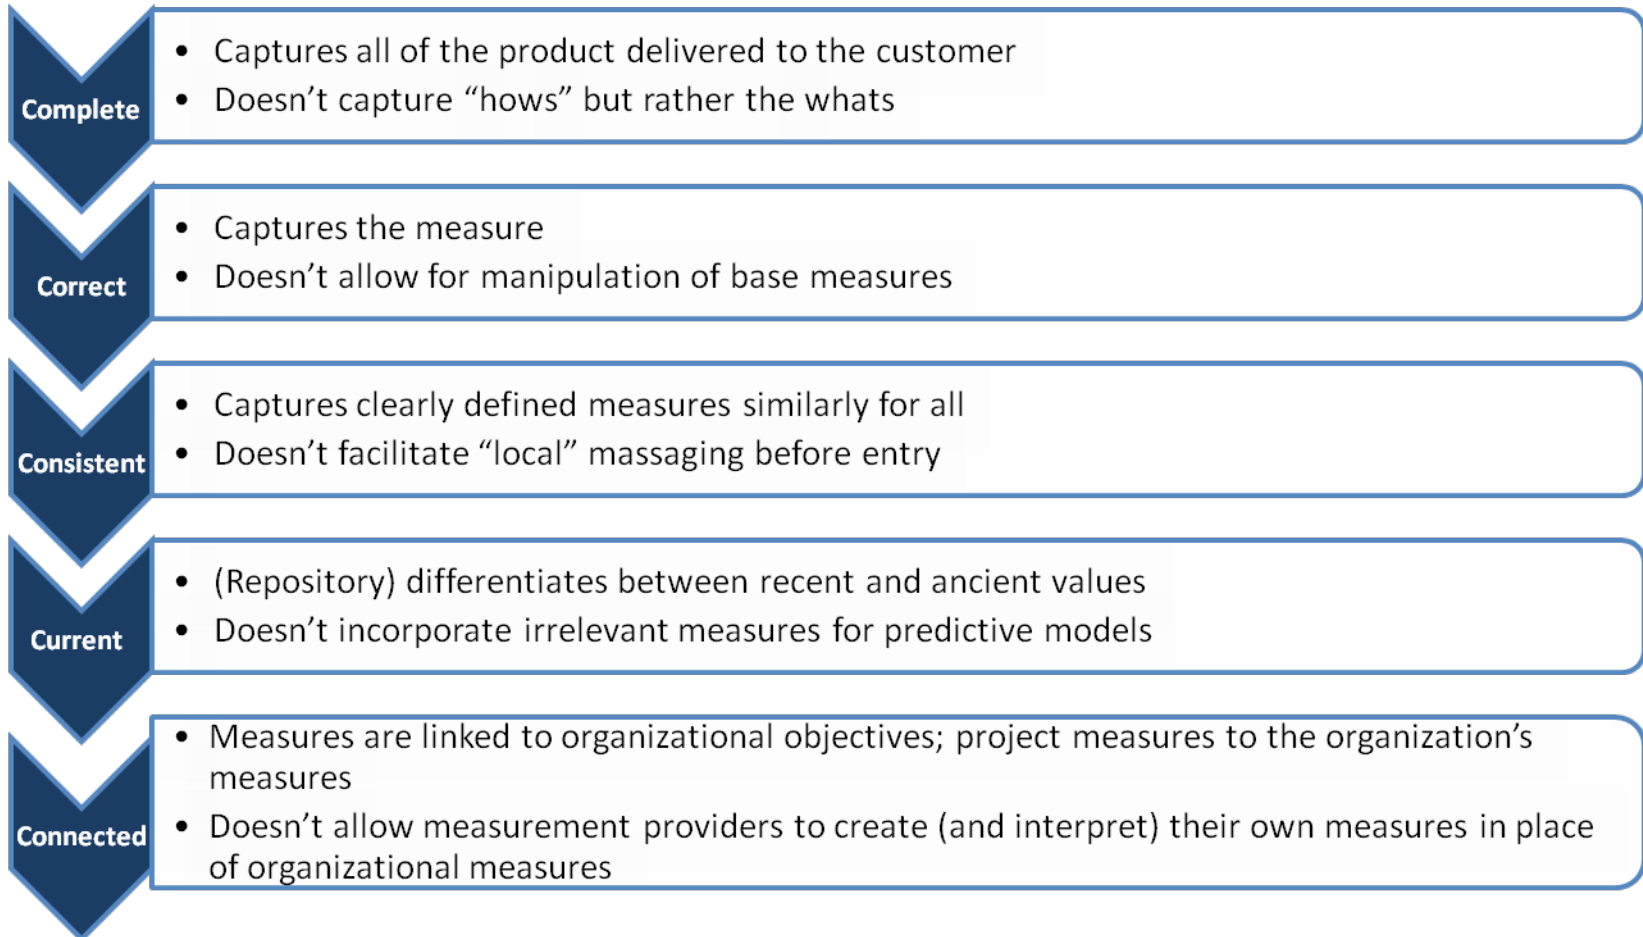 Complete
• Captures all of the product delivered to the customer
• Doesn’t capture “hows” but rather the whats
Correct
• Captures the measure
• Doesn’t allow for manipulation of base measures
Consistent
• Captures clearly defined measures similarly for all
• Doesn’t facilitate “local” massaging before entry
Current
• (Repository) differentiates between recent and ancient values
• Doesn’t incorporate irrelevant measures for predictive models
Connected
• Measures are linked to organizational objectives; project measures to the organization’s
measures
• Doesn’t allow measurement providers to create (and interpret) their own measures in place
of organizational measures